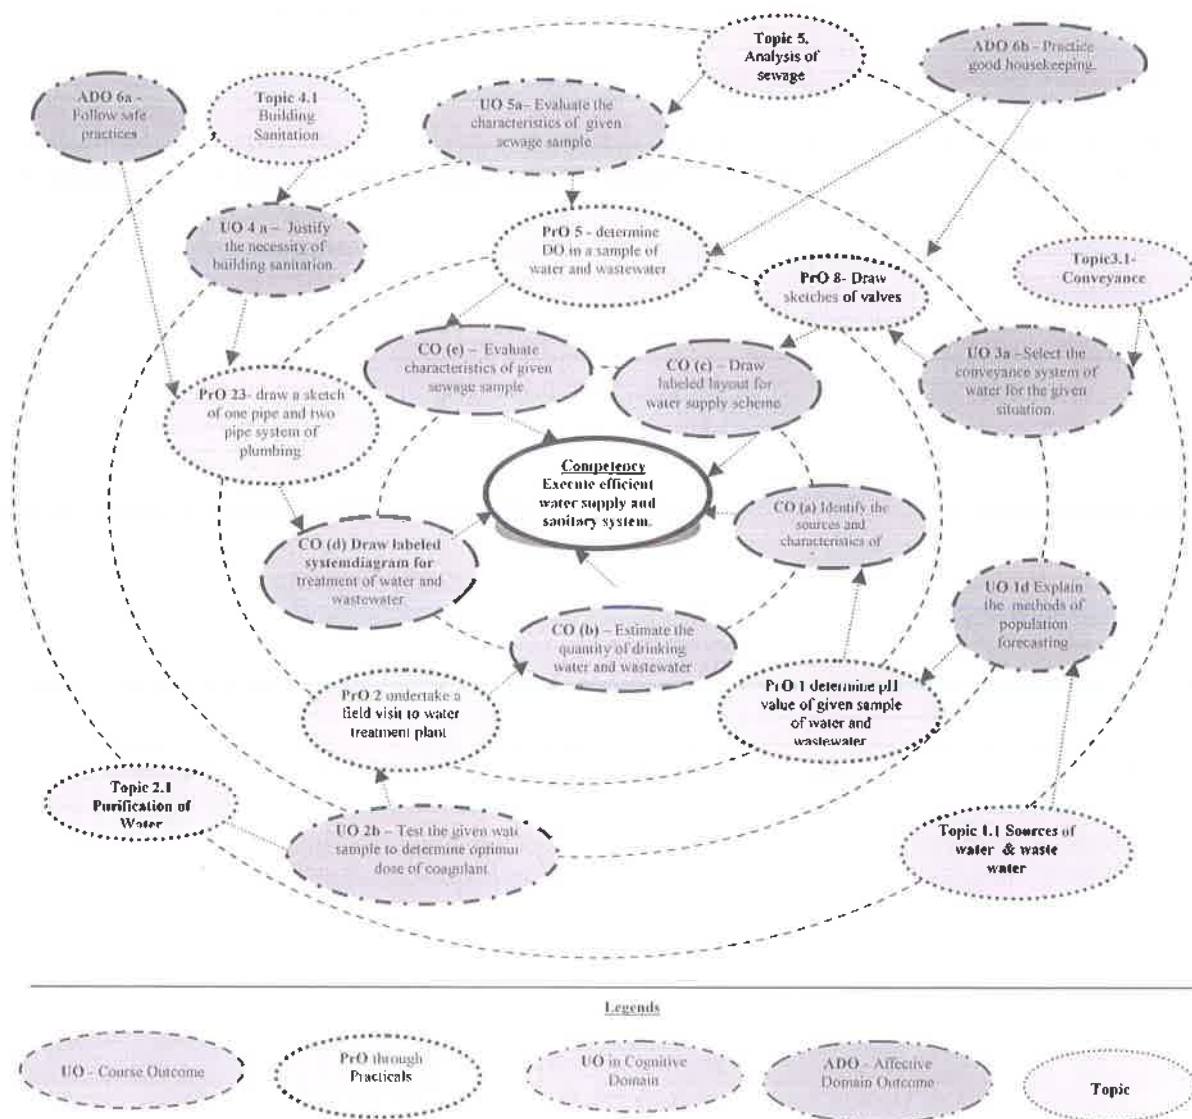 Topic 5.
Analysis of
sewage
ADO 6b - Practice
good housekeeping.
ADO 6a -
Follow safe
practices
Topic 4.1
Building
Sanitation
UO 5a – Evaluate the
characteristics of given
sewage sample
UO 4 a – Justify
the necessity of
building sanitation.
PrO 5 - determine
DO in a sample of
water and wastewater
PrO 8- Draw
sketches of valves
Topic3.1-
Conveyance
CO (e) – Evaluate
characteristics of given
sewage sample
CO (c) – Draw
labeled layout for
water supply scheme
UO 3a –Select the
conveyance system of
water for the given
situation.
PrO 23- draw a sketch
of one pipe and two
pipe system of
plumbing
Competency
Execute efficient
water supply and
sanitary system.
CO (a) Identify the
sources and
characteristics of
CO (d) Draw labeled
systemdiagram for
treatment of water and
wastewater.
UO 1d Explain
the methods of
population
forecasting
CO (b) – Estimate the
quantity of drinking
water and wastewater
PrO 2 undertake a
field visit to water
treatment plant
PrO 1 determine pH
value of given sample
of water and
wastewater
Topic 2.1
Purification of
Water
UO 2b – Test the given wate
sample to determine optimu
dose of coagulant
Topic 1.1 Sources of
water & waste
water
Legends
UO - Course Outcome
PrO through
Practicals
UO in Cognitive
Domain
ADO - Affective
Domain Outcome
Topic